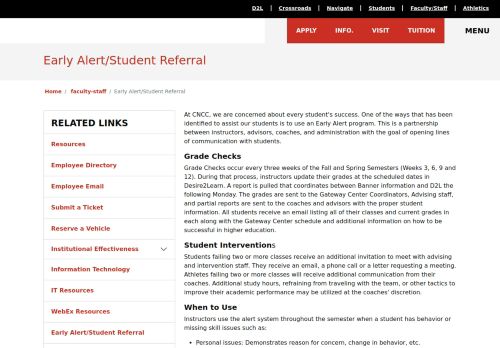 D2L | Crossroads | Navigate | Students | Faculty/Staff | Athletics
APPLY INFO. VISIT TUITION MENU
Early Alert/Student Referral
Home / faculty-staff / Early Alert/Student Referral
RELATED LINKS
Resources
Employee Directory
Employee Email
Submit a Ticket
Reserve a Vehicle
Institutional Effectiveness
Information Technology
IT Resources
WebEx Resources
Early Alert/Student Referral
At CNCC, we are concerned about every student's success. One of the ways that has been
identified to assist our students is to use an Early Alert program. This is a partnership
between instructors, advisors, coaches, and administration with the goal of opening lines
of communication with students.
Grade Checks
Grade Checks occur every three weeks of the Fall and Spring Semesters (Weeks 3, 6, 9 and
12). During that process, instructors update their grades at the scheduled dates in
Desire2Learn. A report is pulled that coordinates between Banner information and D2L the
following Monday. The grades are sent to the Gateway Center Coordinators, Advising staff,
and partial reports are sent to the coaches and advisors with the proper student
information. All students receive an email listing all of their classes and current grades in
each along with the Gateway Center schedule and additional information on how to be
successful in higher education.
Student Interventions
Students failing two or more classes receive an additional invitation to meet with advising
and intervention staff. They receive an email, a phone call or a letter requesting a meeting.
Athletes failing two or more classes will receive additional communication from their
coaches. Additional study hours, refraining from traveling with the team, or other tactics to
improve their academic performance may be utilized at the coaches' discretion.
When to Use
Instructors use the alert system throughout the semester when a student has behavior or
missing skill issues such as:
• Personal issues: Demonstrates reason for concern, change in behavior, etc.